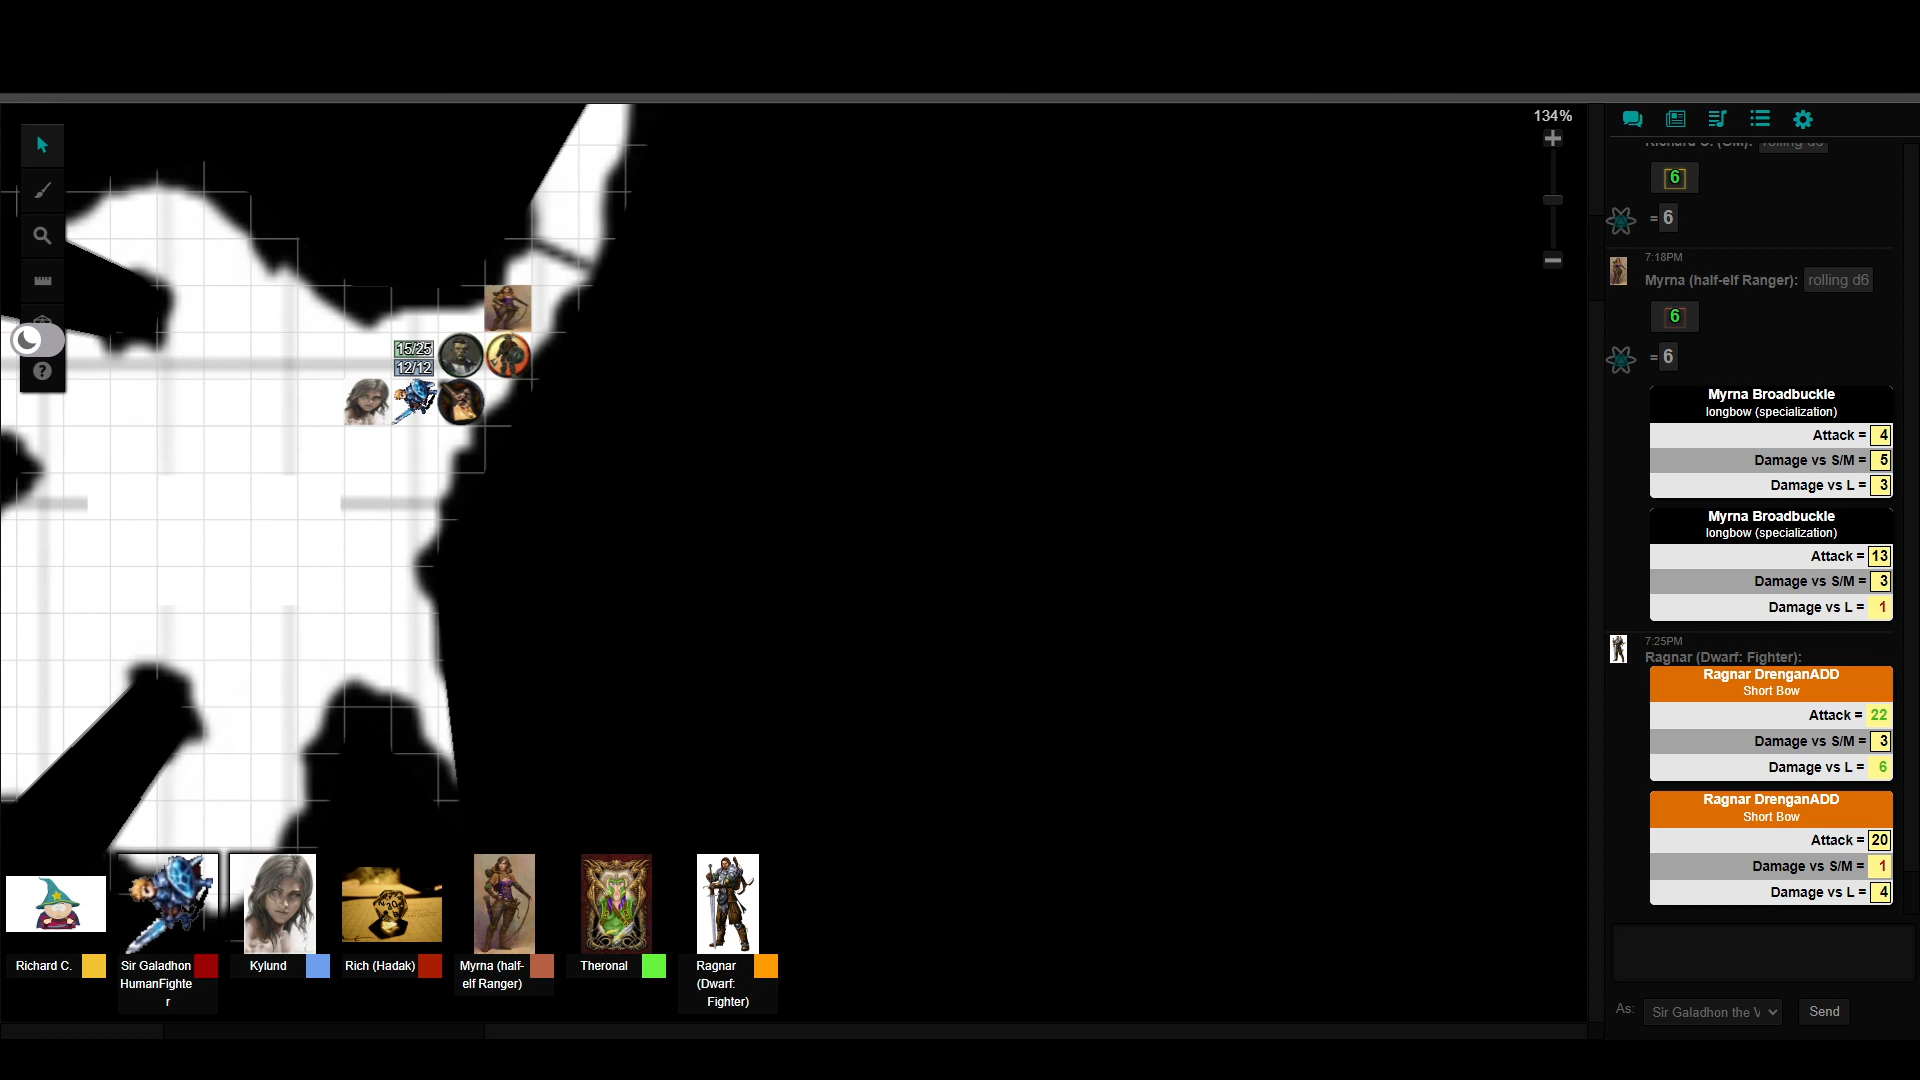 134%
Richard C. (GM): rolling d6
6
= 6
7:18PM
Myrna (half-elf Ranger): rolling d6
6
= 6
Myrna Broadbuckle
longbow (specialization)
Attack = 4
Damage vs S/M = 5
Damage vs L = 3
Myrna Broadbuckle
longbow (specialization)
Attack = 13
Damage vs S/M = 3
Damage vs L = 1
7:25PM
Ragnar (Dwarf: Fighter):
Ragnar DrenganADD
Short Bow
Attack = 22
Damage vs S/M = 3
Damage vs L = 6
Ragnar DrenganADD
Short Bow
Attack = 20
Damage vs S/M = 1
Damage vs L = 4
As: Sir Galadhon the V Send
15/25
12/12
?
Richard C.
Sir Galadhon
HumanFighte
r
Kylund
Rich (Hadak)
Myrna (half-
elf Ranger)
Theronal
Ragnar
(Dwarf:
Fighter)